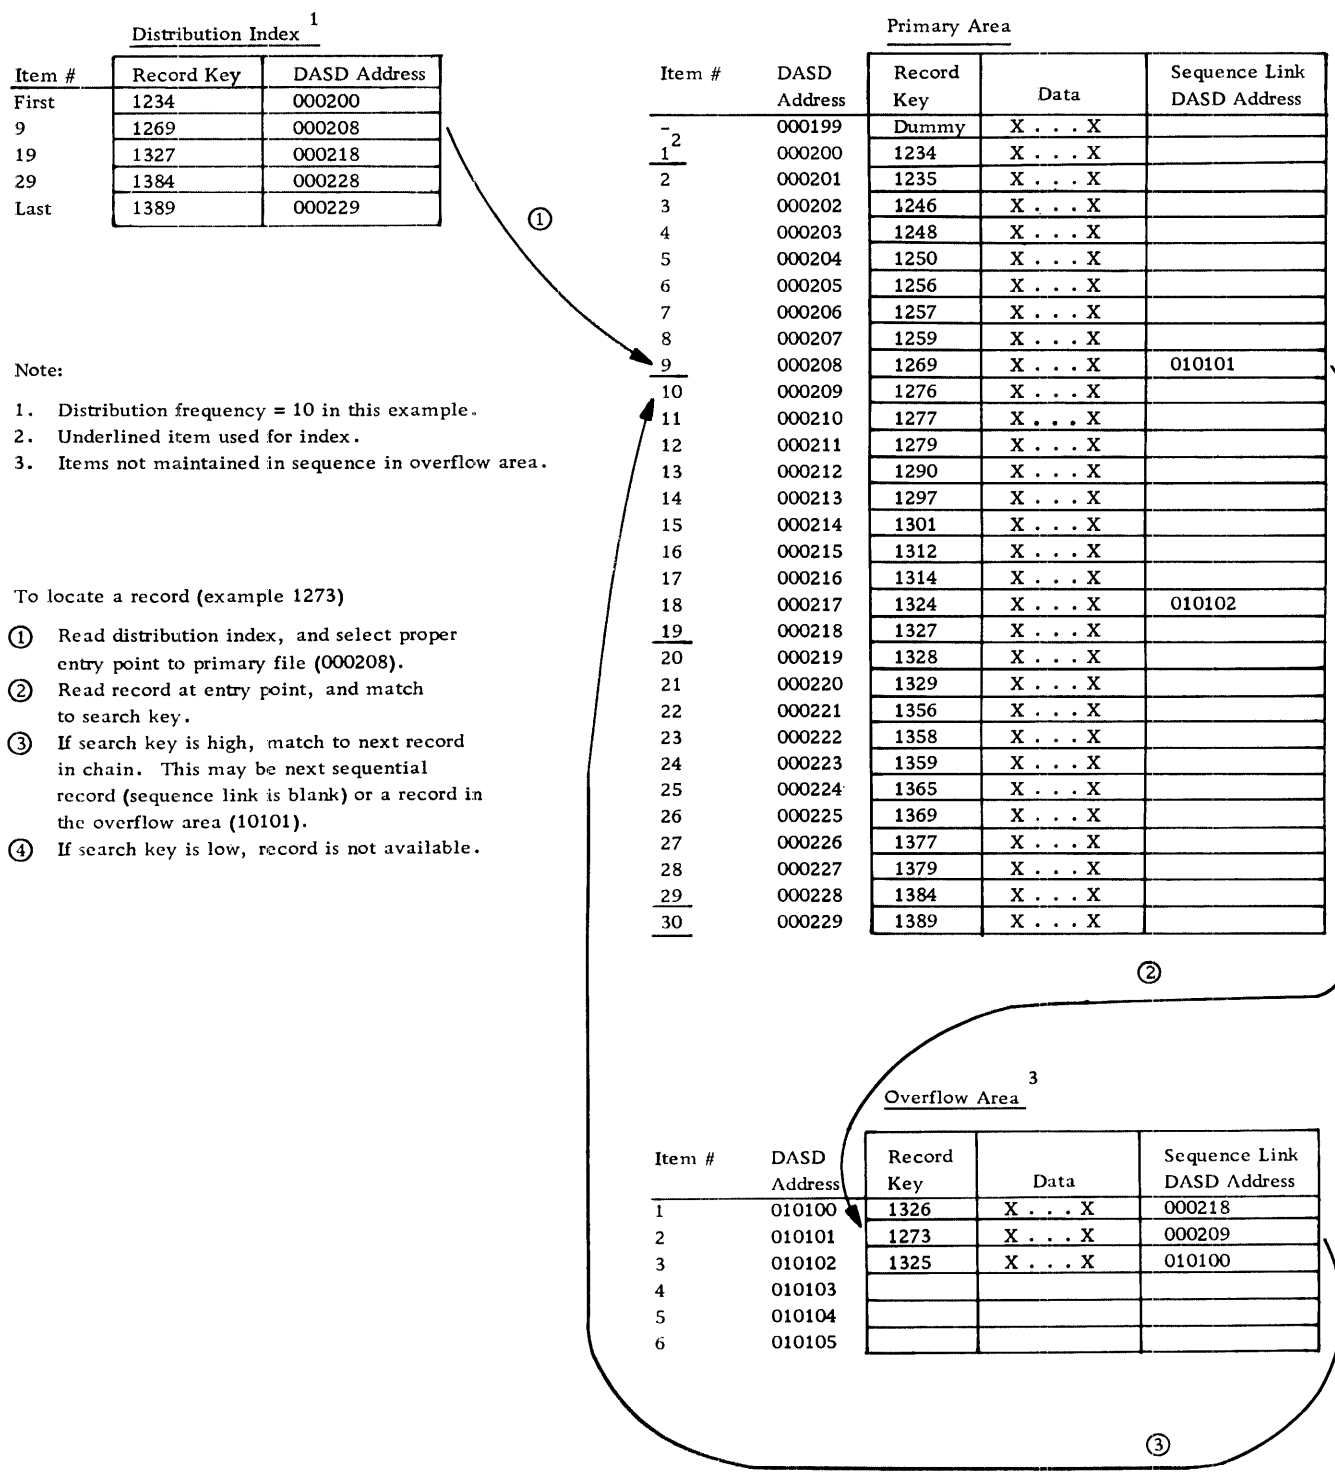 Distribution Index 1
Item # Record Key DASD Address
First 1234 000200
9 1269 000208
19 1327 000218
29 1384 000228
Last 1389 000229
①
Note:
1. Distribution frequency = 10 in this example.
2. Underlined item used for index.
3. Items not maintained in sequence in overflow area.
To locate a record (example 1273)
① Read distribution index, and select proper
entry point to primary file (000208).
② Read record at entry point, and match
to search key.
③ If search key is high, match to next record
in chain. This may be next sequential
record (sequence link is blank) or a record in
the overflow area (10101).
④ If search key is low, record is not available.
Primary Area
Item # DASD Record Sequence Link
Address Key Data DASD Address
- 000199 Dummy X . . . X
1 2 000200 1234 X . . . X
2 000201 1235 X . . . X
3 000202 1246 X . . . X
4 000203 1248 X . . . X
5 000204 1250 X . . . X
6 000205 1256 X . . . X
7 000206 1257 X . . . X
8 000207 1259 X . . . X
9 000208 1269 X . . . X 010101
10 000209 1276 X . . . X
11 000210 1277 X . . . X
12 000211 1279 X . . . X
13 000212 1290 X . . . X
14 000213 1297 X . . . X
15 000214 1301 X . . . X
16 000215 1312 X . . . X
17 000216 1314 X . . . X
18 000217 1324 X . . . X 010102
19 000218 1327 X . . . X
20 000219 1328 X . . . X
21 000220 1329 X . . . X
22 000221 1356 X . . . X
23 000222 1358 X . . . X
24 000223 1359 X . . . X
25 000224 1365 X . . . X
26 000225 1369 X . . . X
27 000226 1377 X . . . X
28 000227 1379 X . . . X
29 000228 1384 X . . . X
30 000229 1389 X . . . X
②
Overflow Area 3
Item # DASD Record Sequence Link
Address Key Data DASD Address
1 010100 1326 X . . . X 000218
2 010101 1273 X . . . X 000209
3 010102 1325 X . . . X 010100
4 010103
5 010104
6 010105
③